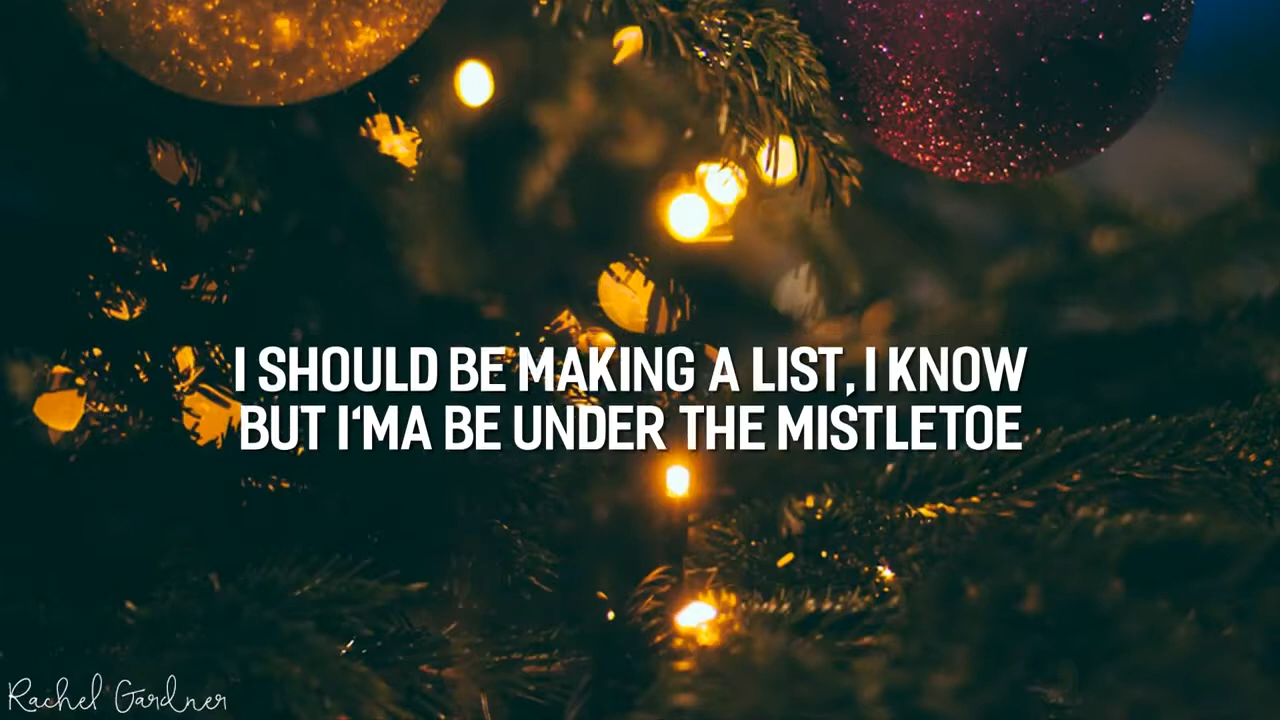 I SHOULD BE MAKING A LIST, I KNOW
BUT I'MA BE UNDER THE MISTLETOE
Rachel Gardner